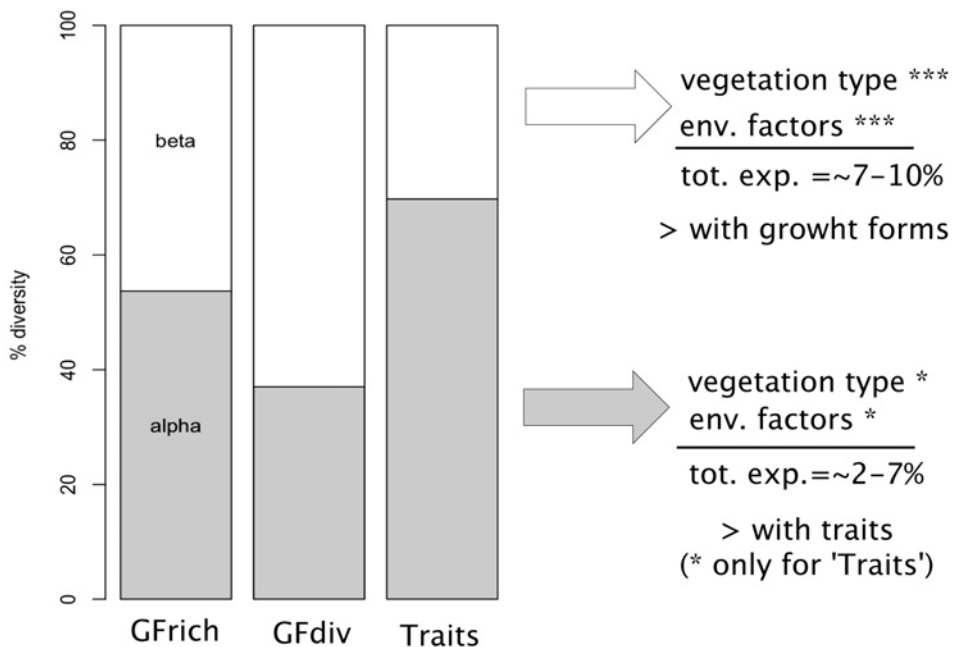 100
80
60
40
20
0
% diversity
beta
alpha
GFrich
GFdiv
Traits
vegetation type ***
env. factors ***
tot. exp. =~7-10%
> with growht forms
vegetation type *
env. factors *
tot. exp.=~2-7%
> with traits
(* only for 'Traits')